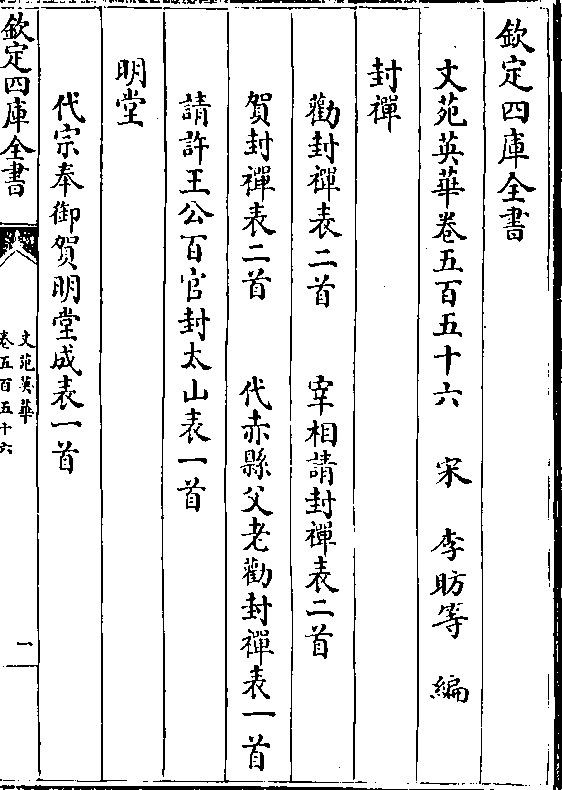 欽定四庫全書
文苑英華卷五百五十六 宋 李昉等 編
封禪
勸封禪表二首 宰相請封禪表二首
賀封禪表二首 代赤縣父老勸封禪表一首
請許王公百官封太山表一首
明堂
代宗奉御賀明堂成表一首
欽定四庫全書
文苑英華
卷五百五十六
一